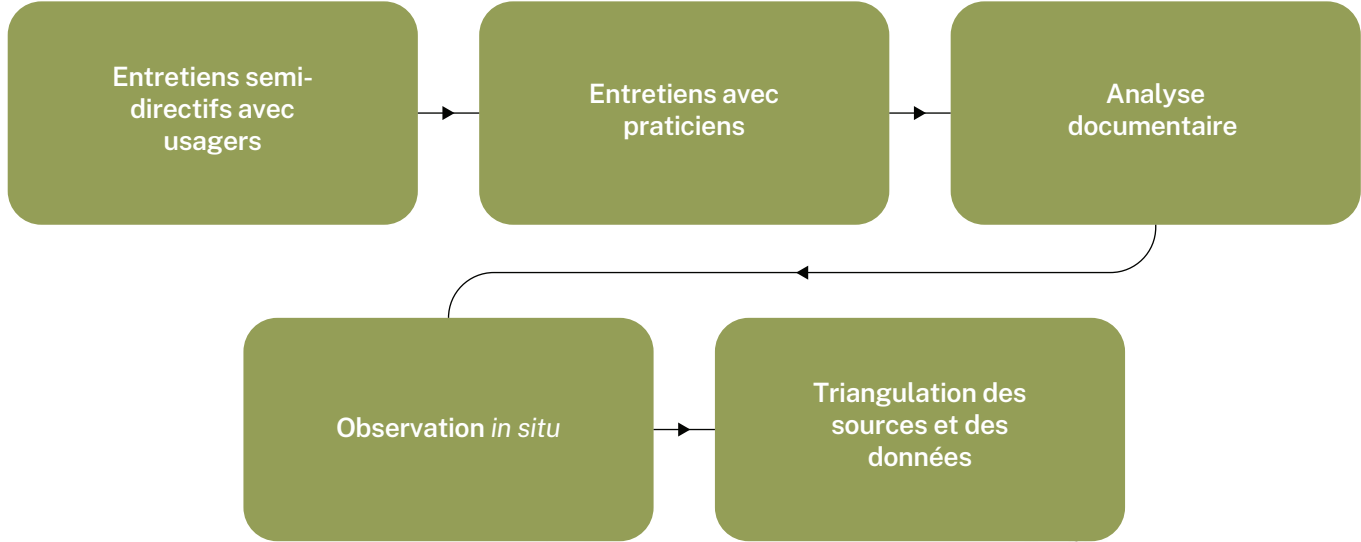 Entretiens semi-
directifs avec
usagers
Entretiens avec
praticiens
Analyse
documentaire
Observation in situ
Triangulation des
sources et des
données